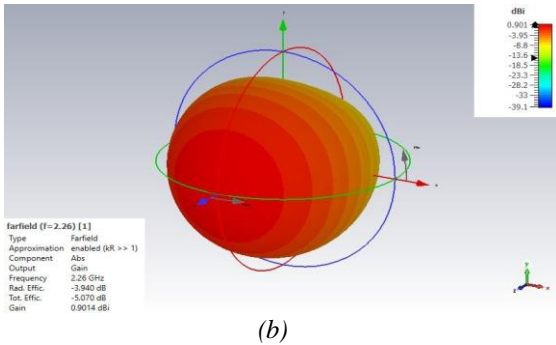 dBi
0.901
-3.95
-8.8
-13.6
-18.5
-23.3
-28.2
-33
-39.1
farfield (f=2.26) [1]
Type Farfield
Approximation enabled (kR >> 1)
Component Abs
Output Gain
Frequency 2.26 GHz
Rad. Effic. -3.940 dB
Tot. Effic. -5.070 dB
Gain 0.9014 dBi
(b)